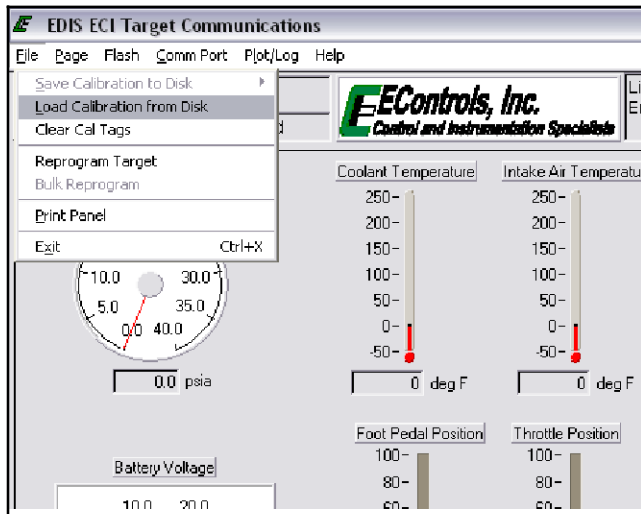 EDIS ECI Target Communications
File Page Flash Comm Port Plot/Log Help
Save Calibration to Disk
Load Calibration from Disk
Clear Cal Tags
Reprogram Target
Bulk Reprogram
Print Panel
Exit Ctrl+X
EControls, Inc.
Control and Instrumentation Specialists
Coolant Temperature
250
200
150
100
50
0
-50
0 deg F
Intake Air Temperatu
250
200
150
100
50
0
-50
0 deg F
10.0 30.0
5.0 35.0
0.0 40.0
0.0 psia
Battery Voltage
10.0 20.0
Foot Pedal Position
100
80
60
Throttle Position
100
80
60